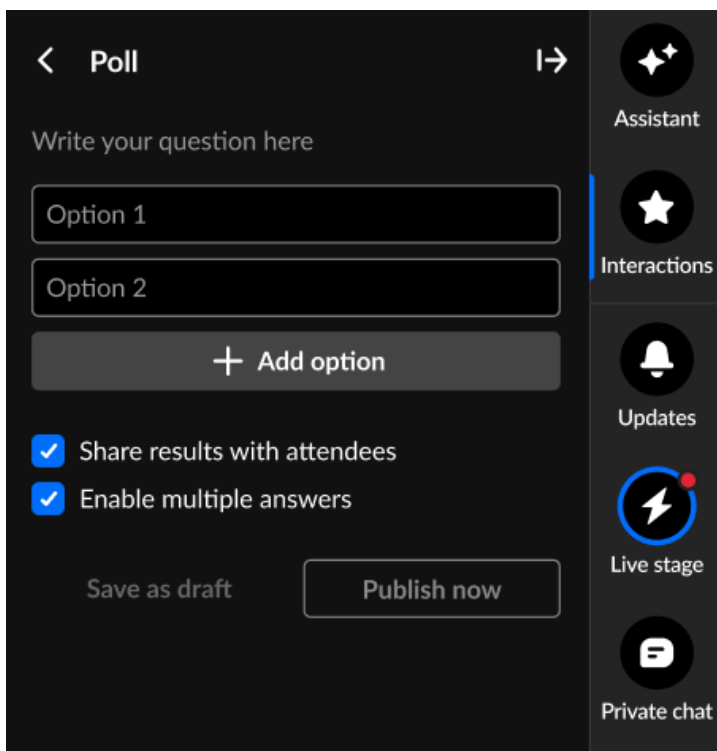 Poll
Write your question here
Option 1
Option 2
Add option
Share results with attendees
Enable multiple answers
Save as draft
Publish now
Assistant
Interactions
Updates
Live stage
Private chat